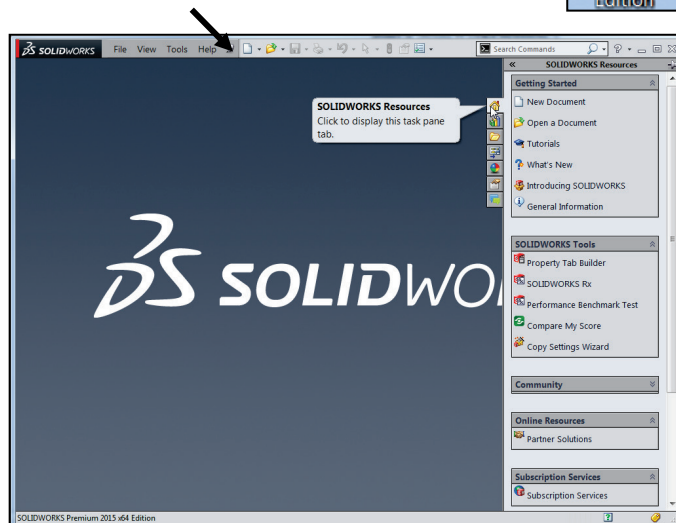 Edition
SOLIDWORKS File View Tools Help Search Commands
SOLIDWORKS Resources
Getting Started
New Document
Open a Document
Tutorials
What's New
Introducing SOLIDWORKS
General Information
SOLIDWORKS Resources
Click to display this task pane
tab.
SOLIDWO
SOLIDWORKS Tools
Property Tab Builder
SOLIDWORKS Rx
Performance Benchmark Test
Compare My Score
Copy Settings Wizard
Community
Online Resources
Partner Solutions
Subscription Services
Subscription Services
SOLIDWORKS Premium 2015 x64 Edition